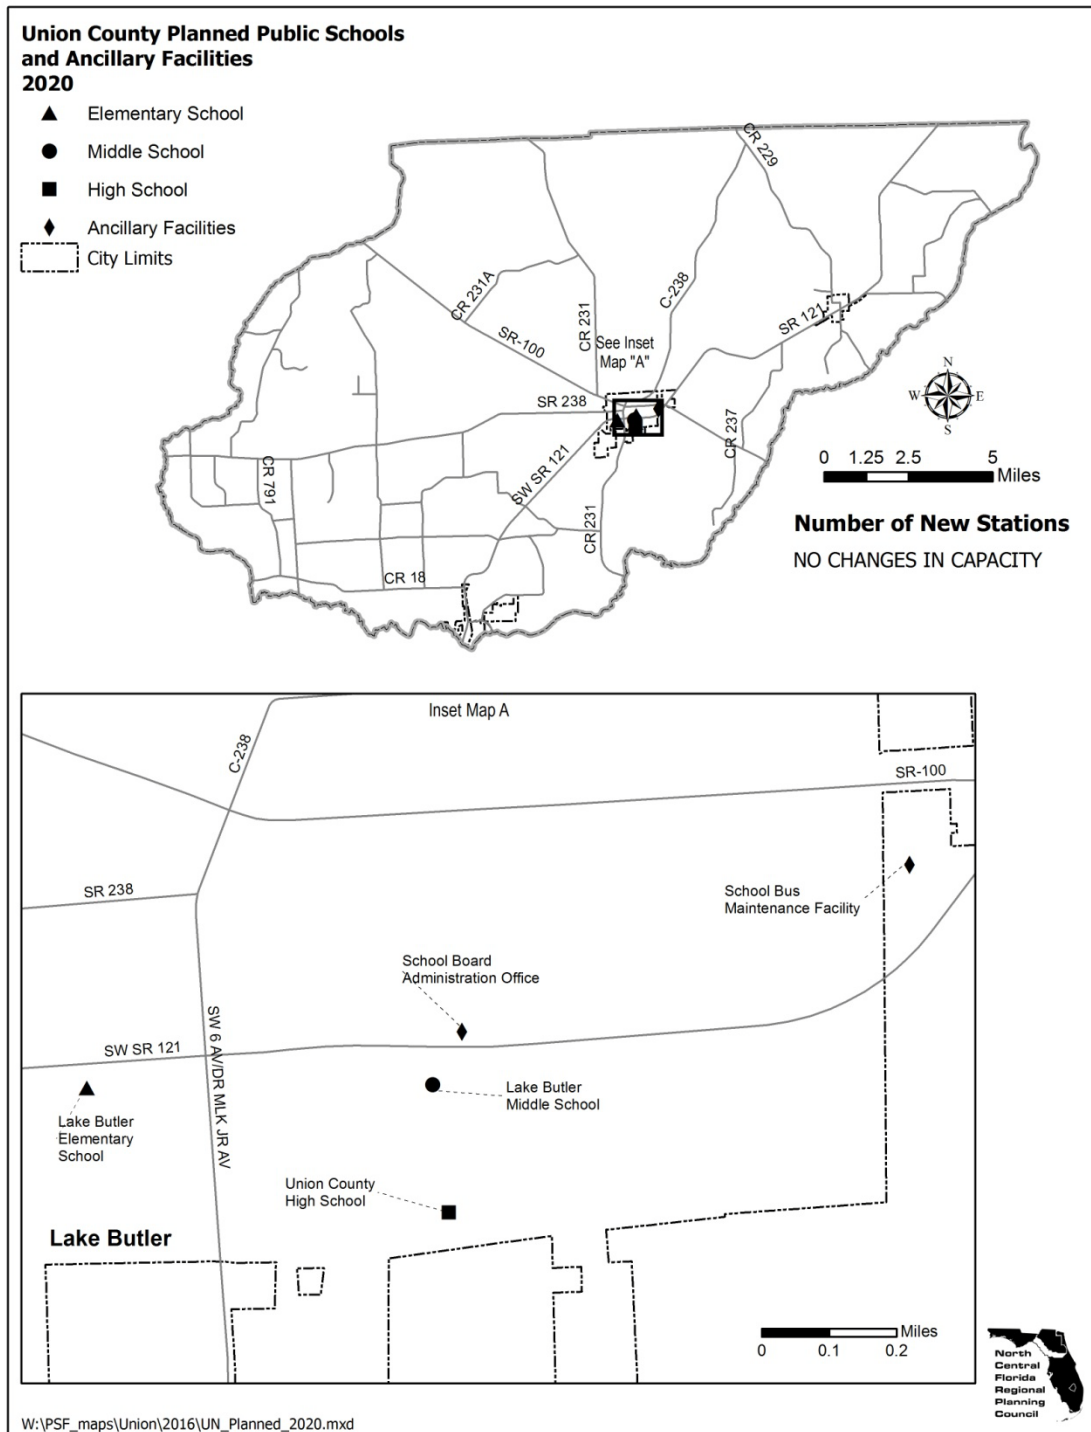 Union County Planned Public Schools
and Ancillary Facilities
2020
Elementary School
Middle School
High School
Ancillary Facilities
City Limits
CR 229
CR 231A
CR 231
C-238
SR-100
SR 121
See Inset
Map "A"
SR 238
CR 237
SW SR 121
CR 791
CR 231
CR 18
N
W
E
S
0 1.25 2.5 5
Miles
Number of New Stations
NO CHANGES IN CAPACITY
Inset Map A
C-238
SR-100
SR 238
School Bus
Maintenance Facility
School Board
Administration Office
SW 6 AV/DR MLK JR AV
SW SR 121
Lake Butler
Middle School
Lake Butler
Elementary
School
Union County
High School
Lake Butler
Miles
0 0.1 0.2
North
Central
Florida
Regional
Planning
Council
W:\PSF_maps\Union\2016\UN_Planned_2020.mxd